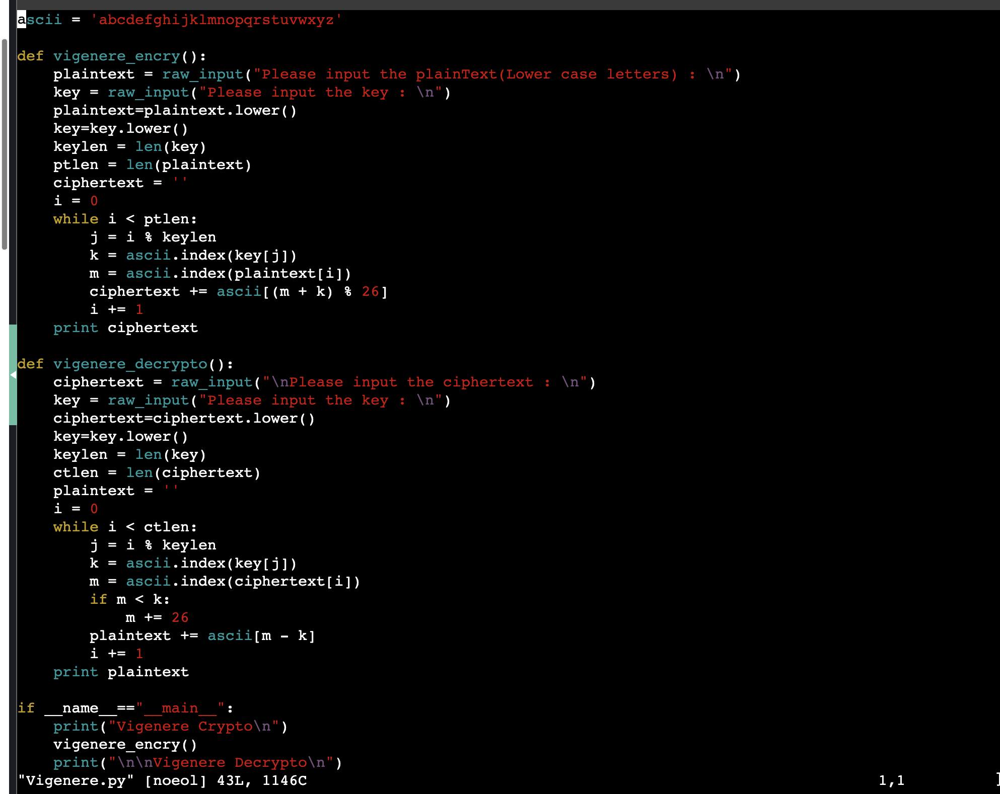 ascii = 'abcdefghijklmnopqrstuvwxyz'

def vigenere_encry():
    plaintext = raw_input("Please input the plainText(Lower case letters) : \n")
    key = raw_input("Please input the key : \n")
    plaintext=plaintext.lower()
    key=key.lower()
    keylen = len(key)
    ptlen = len(plaintext)
    ciphertext = ''
    i = 0
    while i < ptlen:
        j = i % keylen
        k = ascii.index(key[j])
        m = ascii.index(plaintext[i])
        ciphertext += ascii[(m + k) % 26]
        i += 1
    print ciphertext

def vigenere_decrypto():
    ciphertext = raw_input("\nPlease input the ciphertext : \n")
    key = raw_input("Please input the key : \n")
    ciphertext=ciphertext.lower()
    key=key.lower()
    keylen = len(key)
    ctlen = len(ciphertext)
    plaintext = ''
    i = 0
    while i < ctlen:
        j = i % keylen
        k = ascii.index(key[j])
        m = ascii.index(ciphertext[i])
        if m < k:
            m += 26
        plaintext += ascii[m - k]
        i += 1
    print plaintext

if __name__=="__main__":
    print("Vigenere Crypto\n")
    vigenere_encry()
    print("\n\nVigenere Decrypto\n")
"Vigenere.py" [noeol] 43L, 1146C 1,1